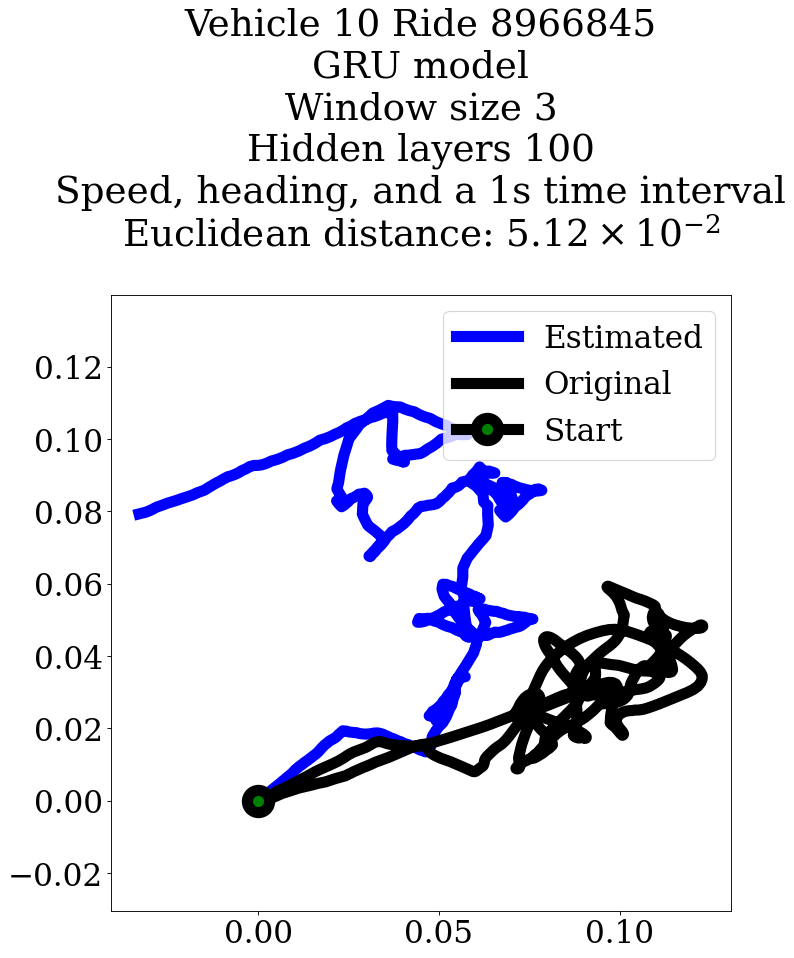 Vehicle 10 Ride 8966845
GRU model
Window size 3
Hidden layers 100
Speed, heading, and a 1s time interval
Euclidean distance: 5.12 × 10⁻²
Estimated
Original
Start
0.12
0.10
0.08
0.06
0.04
0.02
0.00
−0.02
0.00 0.05 0.10